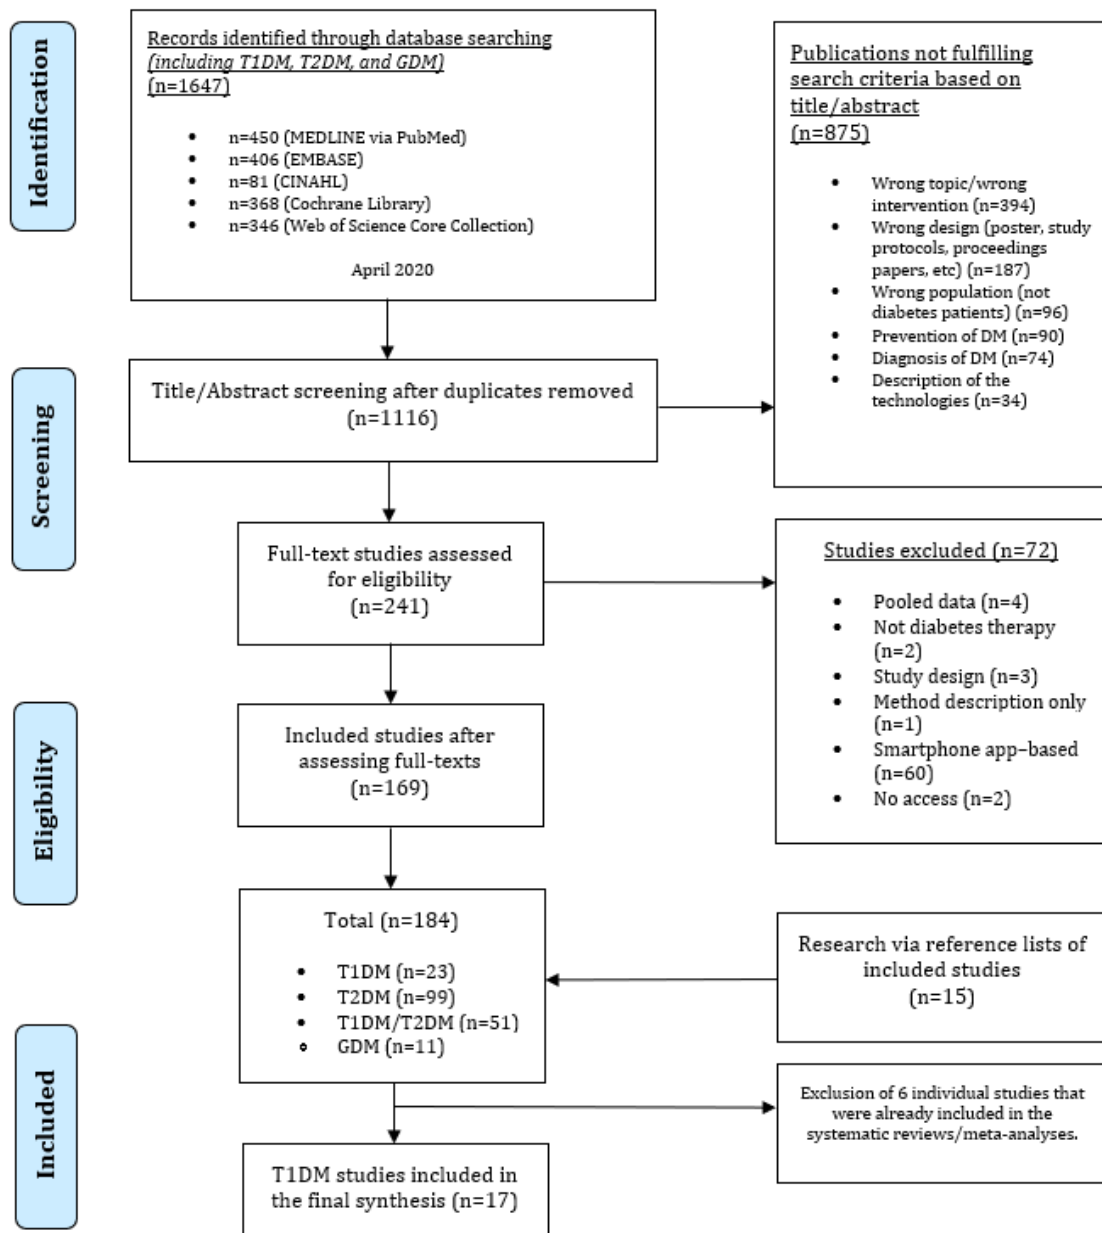 Identification
Records identified through database searching
(including T1DM, T2DM, and GDM)
(n=1647)
• n=450 (MEDLINE via PubMed)
• n=406 (EMBASE)
• n=81 (CINAHL)
• n=368 (Cochrane Library)
• n=346 (Web of Science Core Collection)
April 2020
Publications not fulfilling
search criteria based on
title/abstract
(n=875)
• Wrong topic/wrong
intervention (n=394)
• Wrong design (poster, study
protocols, proceedings
papers, etc) (n=187)
• Wrong population (not
diabetes patients) (n=96)
• Prevention of DM (n=90)
• Diagnosis of DM (n=74)
• Description of the
technologies (n=34)
Screening
Title/Abstract screening after duplicates removed
(n=1116)
Full-text studies assessed
for eligibility
(n=241)
Studies excluded (n=72)
• Pooled data (n=4)
• Not diabetes therapy
(n=2)
• Study design (n=3)
• Method description only
(n=1)
• Smartphone app–based
(n=60)
• No access (n=2)
Eligibility
Included studies after
assessing full-texts
(n=169)
Total (n=184)
• T1DM (n=23)
• T2DM (n=99)
• T1DM/T2DM (n=51)
• GDM (n=11)
Research via reference lists of
included studies
(n=15)
Included
Exclusion of 6 individual studies that
were already included in the
systematic reviews/meta-analyses.
T1DM studies included in
the final synthesis (n=17)